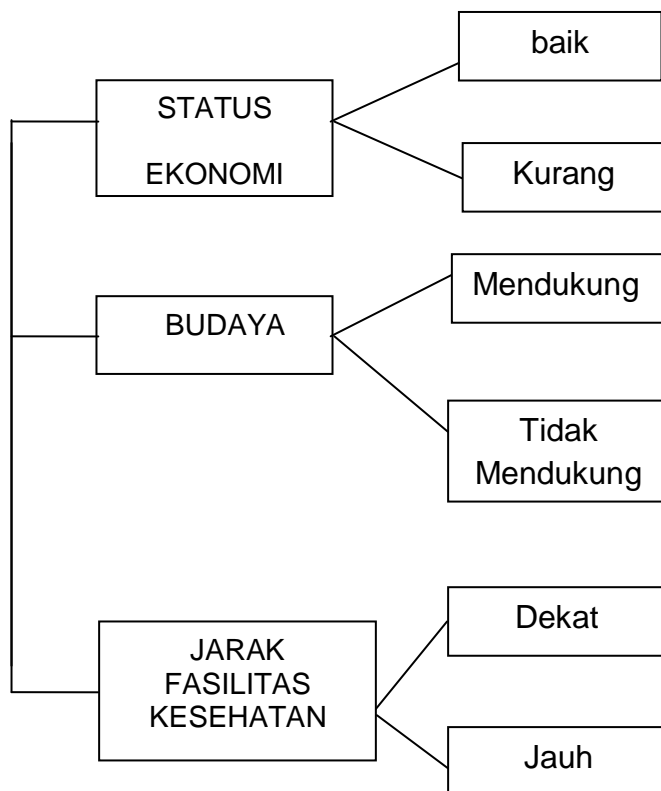 baik
STATUS
EKONOMI
Kurang
Mendukung
BUDAYA
Tidak
Mendukung
Dekat
JARAK
FASILITAS
KESEHATAN
Jauh